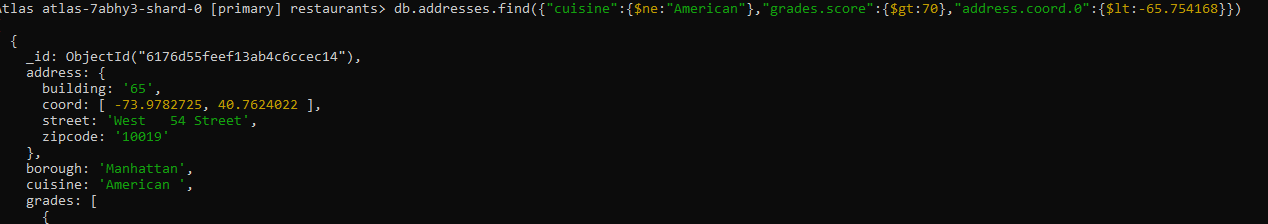 Atlas atlas-7abhy3-shard-0 [primary] restaurants> db.addresses.find({"cuisine":{$ne:"American"},"grades.score":{$gt:70},"address.coord.0":{$lt:-65.754168}})
{
_id: ObjectId("6176d55feef13ab4c6ccec14"),
address: {
building: '65',
coord: [ -73.9782725, 40.7624022 ],
street: 'West   54 Street',
zipcode: '10019'
},
borough: 'Manhattan',
cuisine: 'American ',
grades: [
{